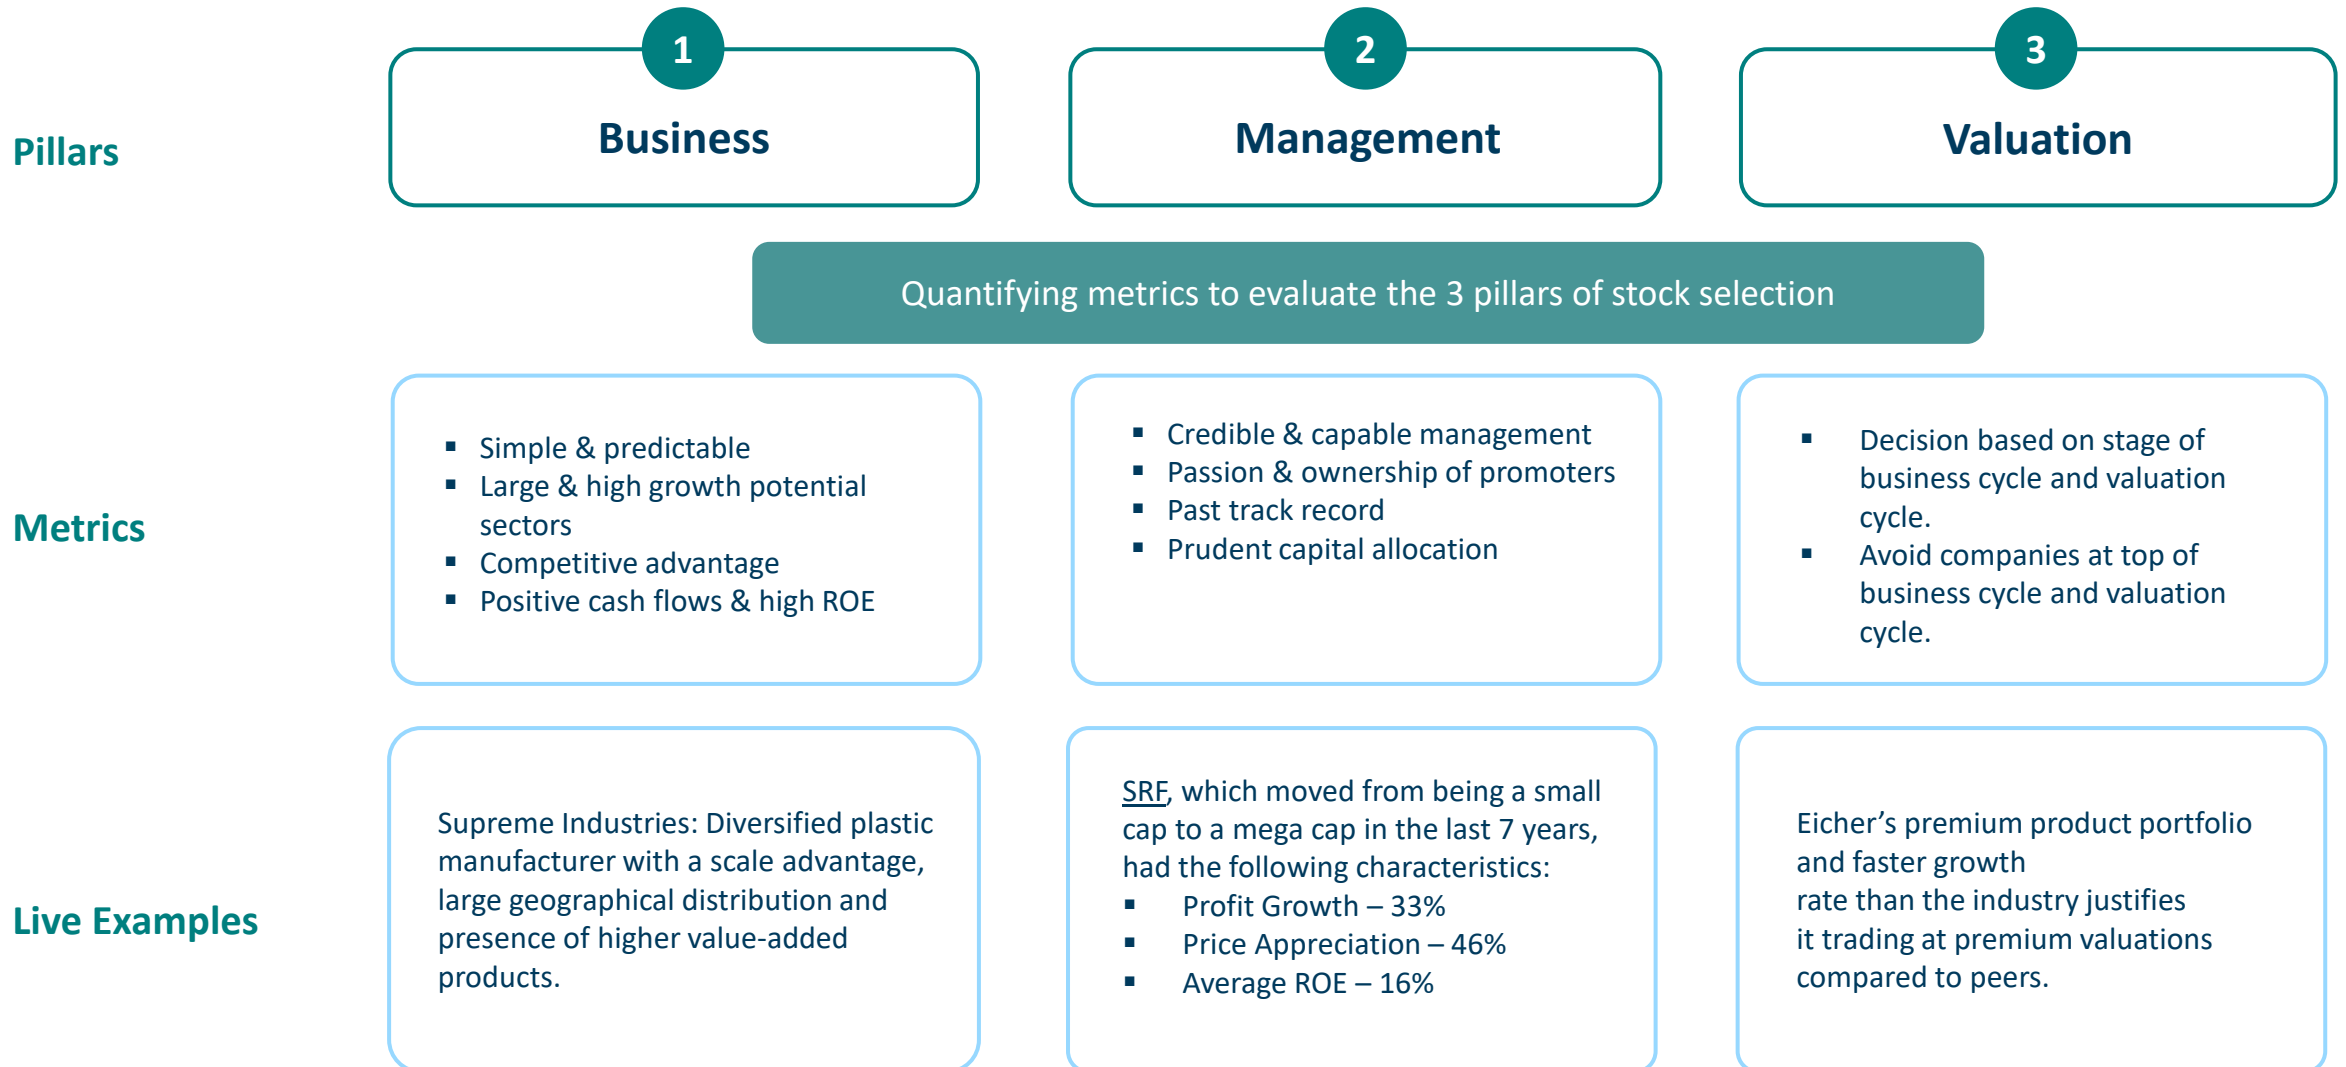 Pillars
1
Business
2
Management
3
Valuation
Quantifying metrics to evaluate the 3 pillars of stock selection
Metrics
▪ Simple & predictable
▪ Large & high growth potential
sectors
▪ Competitive advantage
▪ Positive cash flows & high ROE
▪ Credible & capable management
▪ Passion & ownership of promoters
▪ Past track record
▪ Prudent capital allocation
▪ Decision based on stage of
business cycle and valuation
cycle.
▪ Avoid companies at top of
business cycle and valuation
cycle.
Live Examples
Supreme Industries: Diversified plastic
manufacturer with a scale advantage,
large geographical distribution and
presence of higher value-added
products.
SRF, which moved from being a small
cap to a mega cap in the last 7 years,
had the following characteristics:
▪ Profit Growth – 33%
▪ Price Appreciation – 46%
▪ Average ROE – 16%
Eicher’s premium product portfolio
and faster growth
rate than the industry justifies
it trading at premium valuations
compared to peers.